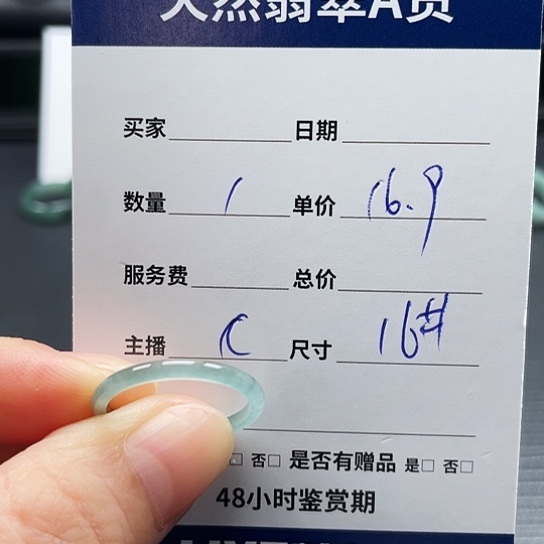 天然翡翠A货
买家 日期
数量 1 单价 16.9
服务费 总价
主播 C 尺寸 16#
否□ 是否有赠品 是□ 否□
48小时鉴赏期